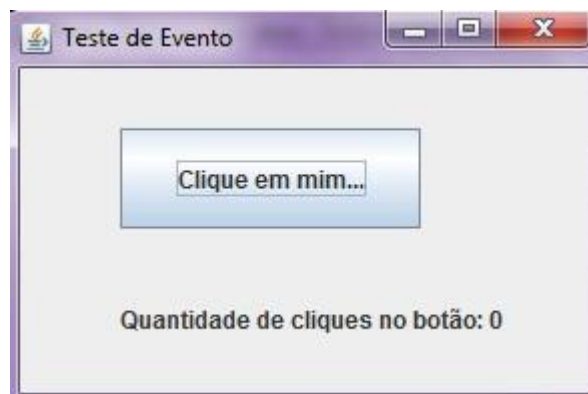 Teste de Evento
Clique em mim...
Quantidade de cliques no botão: 0